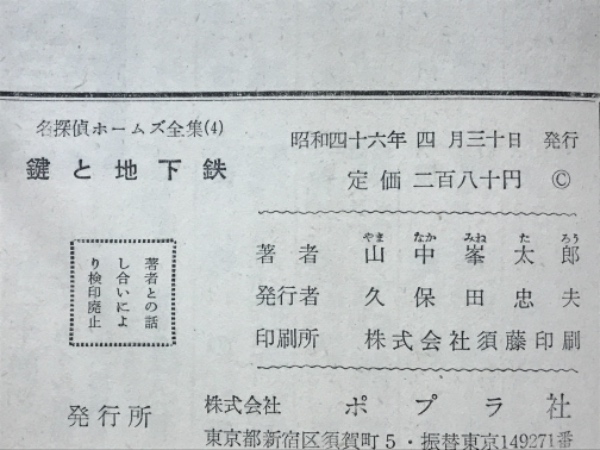 名探偵ホームズ全集(4)
鍵と地下鉄
著者との話
し合いによ
り検印廃止
発行所
昭和四十六年 四 月三十日 発行
定価 二百八十円 ©
やま なか みね た ろう
著者 山中峯太郎
発行者 久保田忠夫
印刷所 株式会社須藤印刷
株式会社 ポプラ社
東京都新宿区須賀町5・振替東京149271番